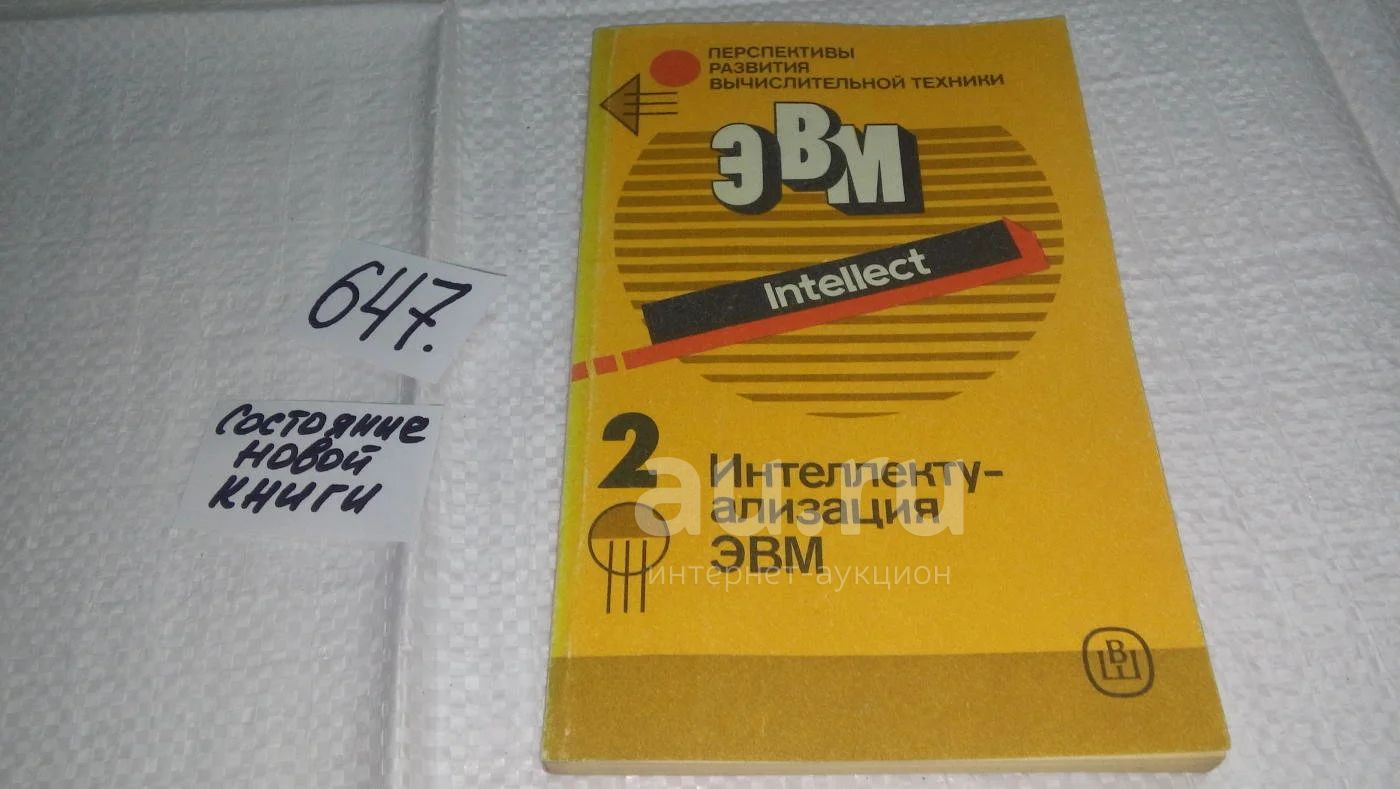 ПЕРСПЕКТИВЫ
РАЗВИТИЯ
ВЫЧИСЛИТЕЛЬНОЙ ТЕХНИКИ
ЭВМ
Intellect
2
Интеллекту-
ализация
ЭВМ
ВШ
647.
Состояние
новой
книги
au.ru
интернет-аукцион